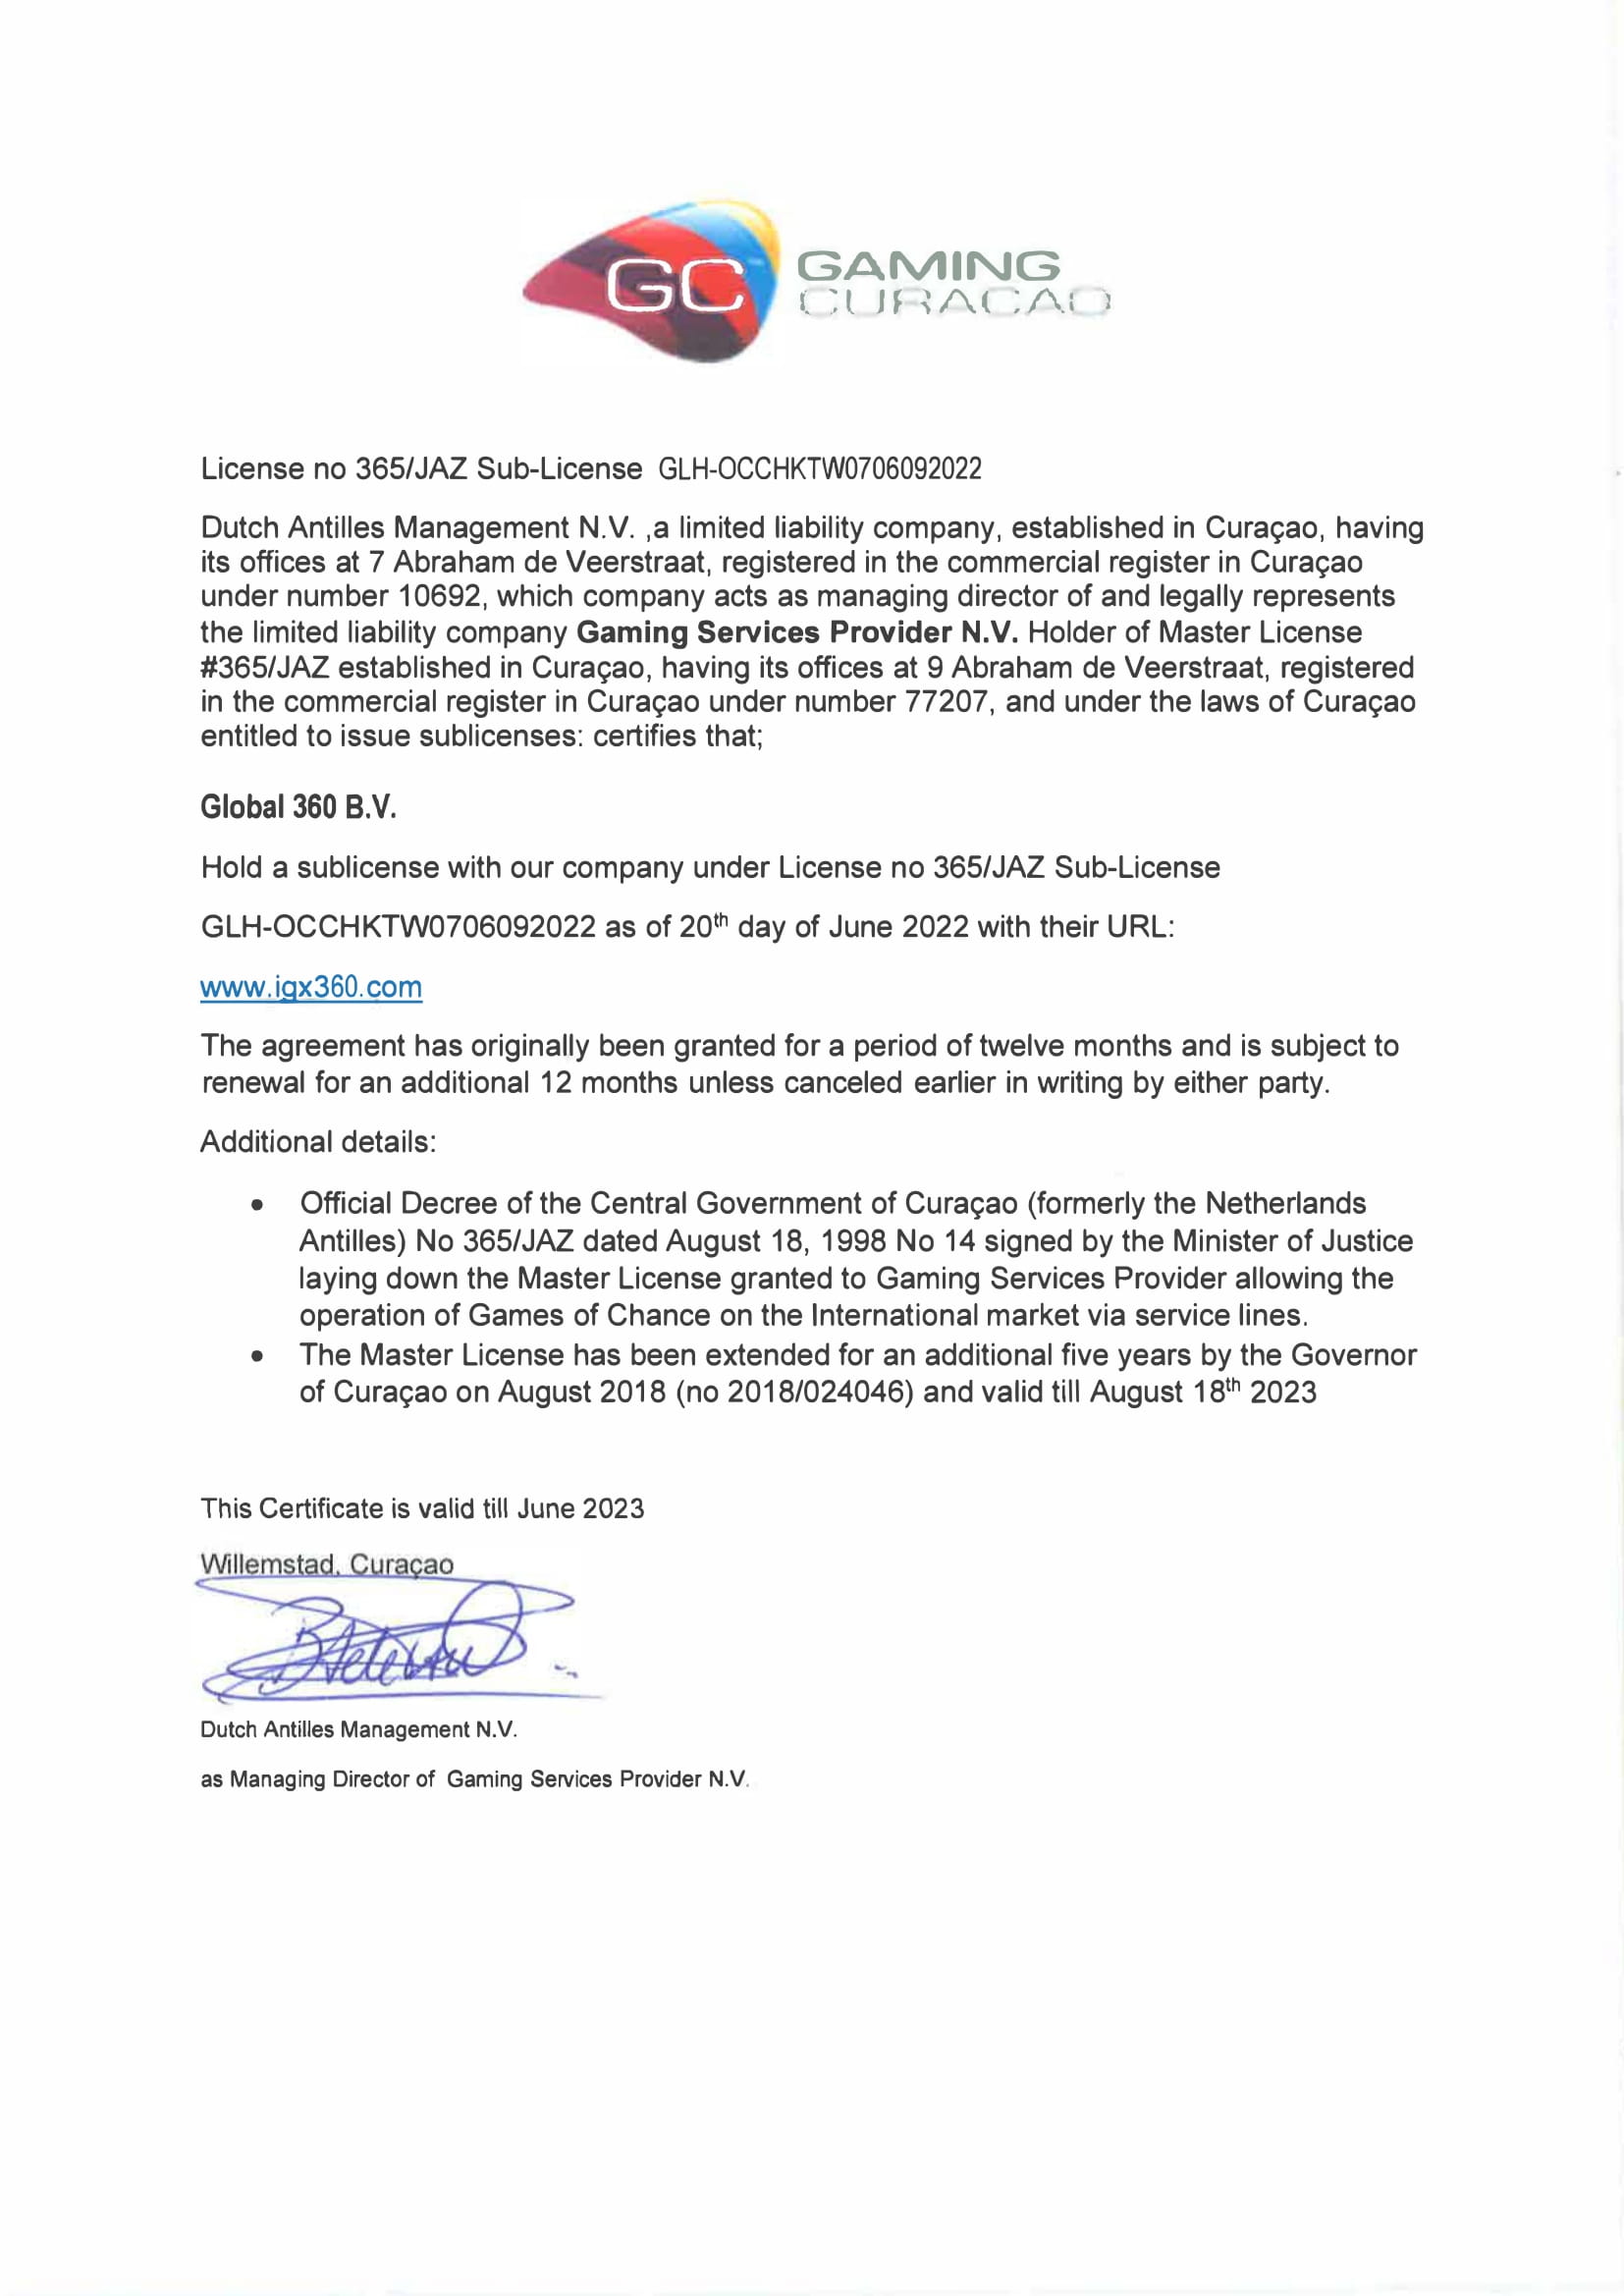 GC GAMING
CURACAO
License no 365/JAZ Sub-License GLH-OCCHKTW0706092022
Dutch Antilles Management N.V. ,a limited liability company, established in Curaçao, having
its offices at 7 Abraham de Veerstraat, registered in the commercial register in Curaçao
under number 10692, which company acts as managing director of and legally represents
the limited liability company Gaming Services Provider N.V. Holder of Master License
#365/JAZ established in Curaçao, having its offices at 9 Abraham de Veerstraat, registered
in the commercial register in Curaçao under number 77207, and under the laws of Curaçao
entitled to issue sublicenses: certifies that;
Global 360 B.V.
Hold a sublicense with our company under License no 365/JAZ Sub-License
GLH-OCCHKTW0706092022 as of 20th day of June 2022 with their URL:
www.igx360.com
The agreement has originally been granted for a period of twelve months and is subject to
renewal for an additional 12 months unless canceled earlier in writing by either party.
Additional details:
• Official Decree of the Central Government of Curaçao (formerly the Netherlands
Antilles) No 365/JAZ dated August 18, 1998 No 14 signed by the Minister of Justice
laying down the Master License granted to Gaming Services Provider allowing the
operation of Games of Chance on the International market via service lines.
• The Master License has been extended for an additional five years by the Governor
of Curaçao on August 2018 (no 2018/024046) and valid till August 18th 2023
This Certificate is valid till June 2023
Willemstad, Curaçao
Dutch Antilles Management N.V.
as Managing Director of Gaming Services Provider N.V.